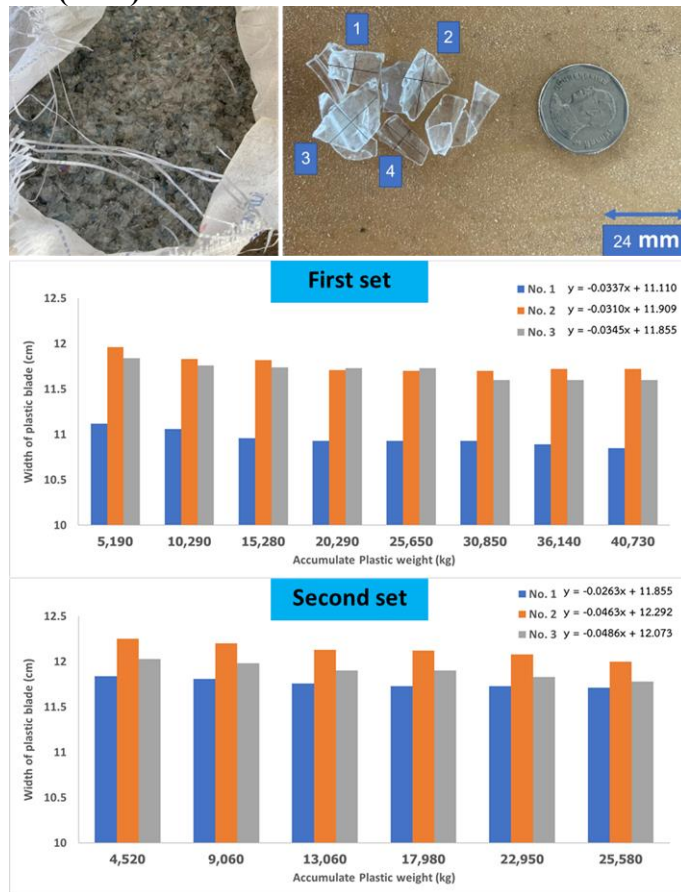 1
2
3
4
24 mm
First set
No. 1 y = -0.0337x + 11.110
No. 2 y = -0.0310x + 11.909
No. 3 y = -0.0345x + 11.855
Width of plastic blade (cm)
12.5
12
11.5
11
10.5
10
5,190 10,290 15,280 20,290 25,650 30,850 36,140 40,730
Accumulate Plastic weight (kg)
Second set
No. 1 y = -0.0263x + 11.855
No. 2 y = -0.0463x + 12.292
No. 3 y = -0.0486x + 12.073
Width of plastic blade (cm)
12.5
12
11.5
11
10.5
10
4,520 9,060 13,060 17,980 22,950 25,580
Accumulate Plastic weight (kg)